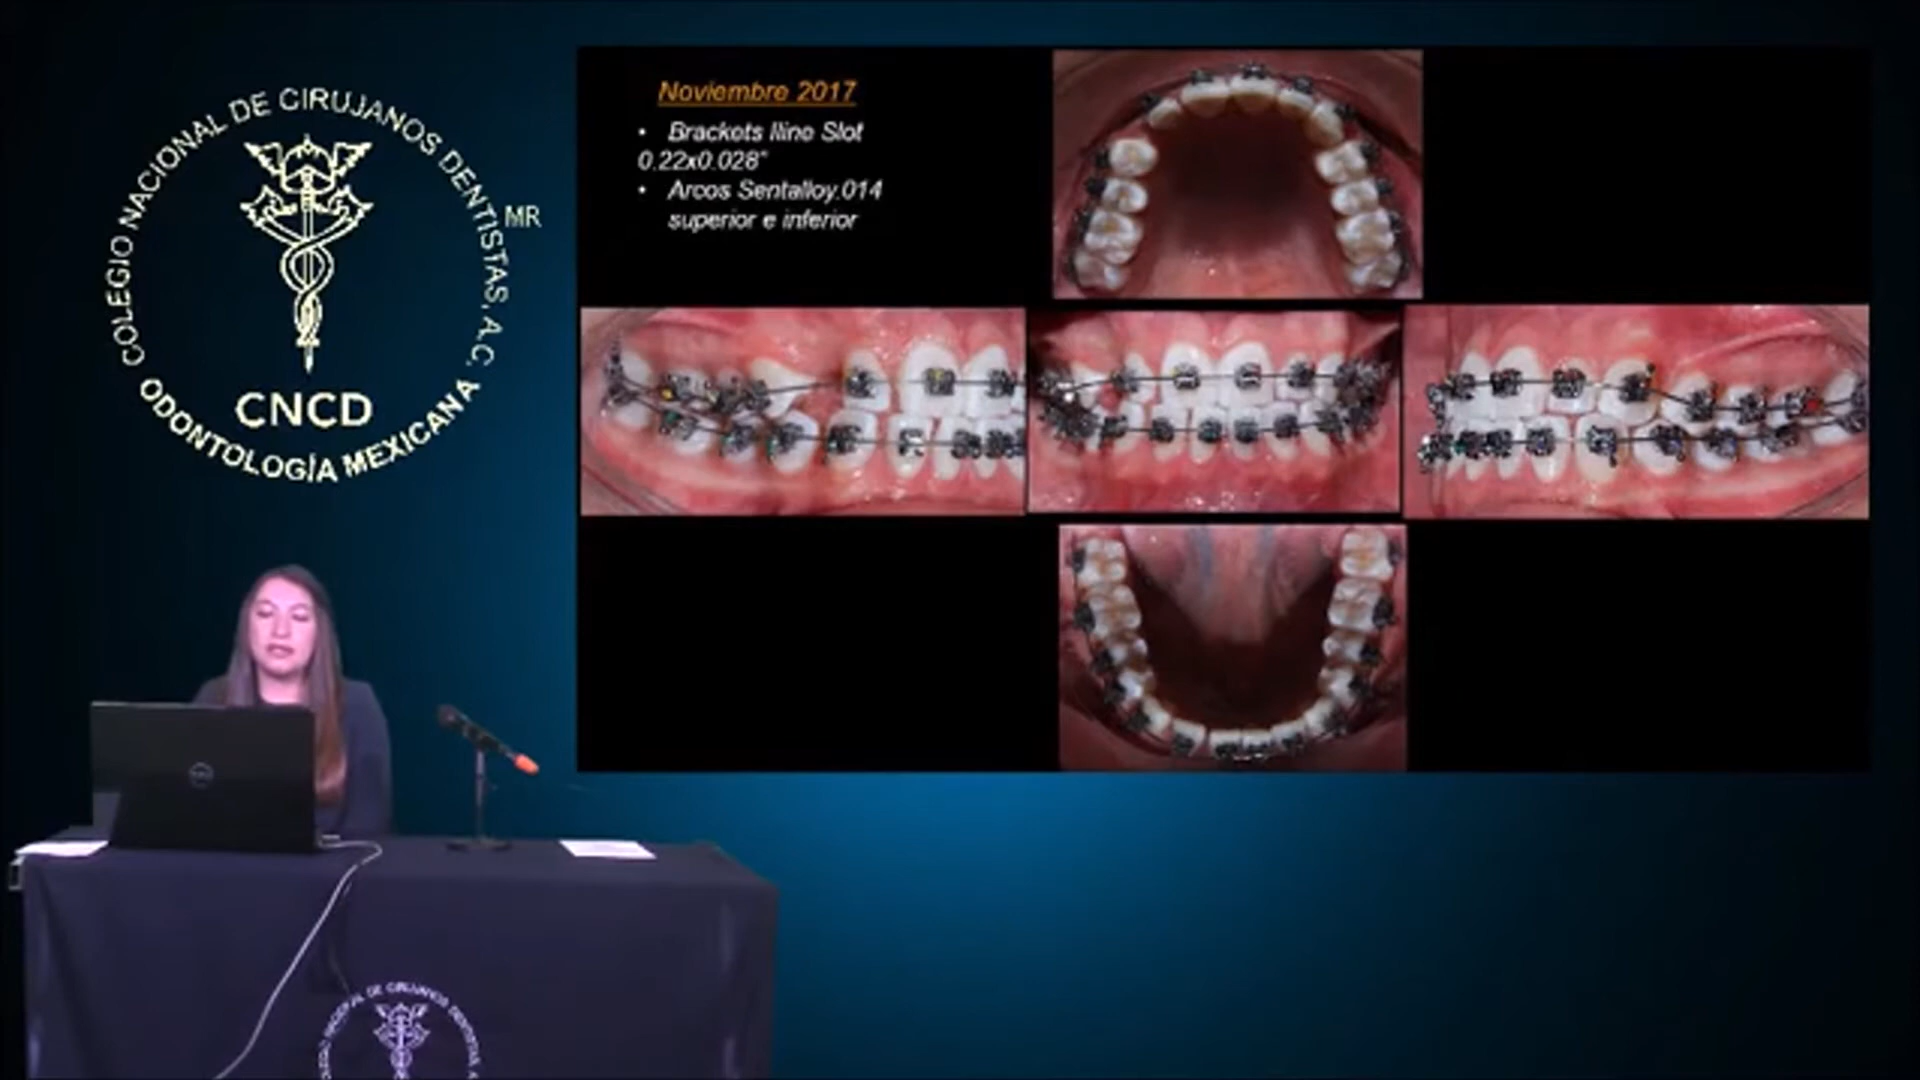 COLEGIO NACIONAL DE CIRUJANOS DENTISTAS, A.C.
MR
CNCD
ODONTOLOGÍA MEXICANA
Noviembre 2017
• Brackets Iline Slot
0.22x0.028"
• Arcos Sentalloy.014
superior e inferior